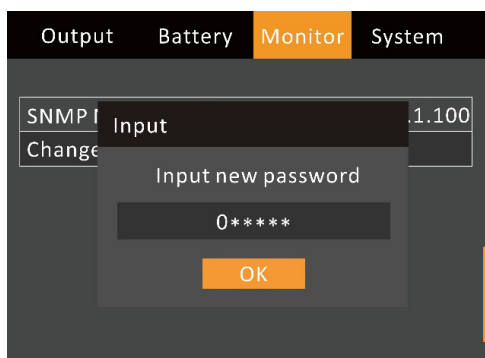 Output Battery Monitor System
SNMP .1.100
Change
Input
Input new password
0*****
OK